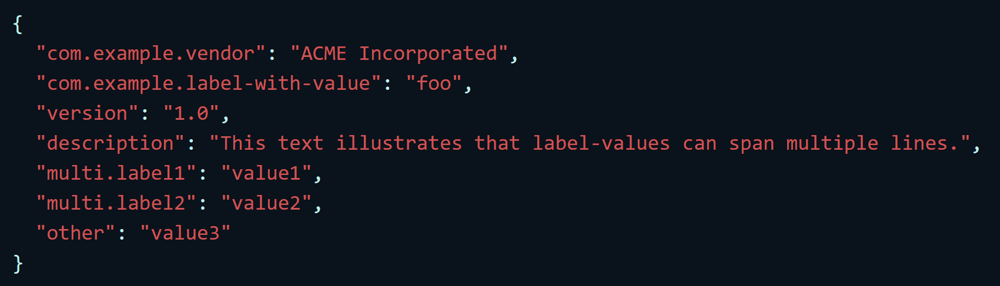 {
  "com.example.vendor": "ACME Incorporated",
  "com.example.label-with-value": "foo",
  "version": "1.0",
  "description": "This text illustrates that label-values can span multiple lines.",
  "multi.label1": "value1",
  "multi.label2": "value2",
  "other": "value3"
}